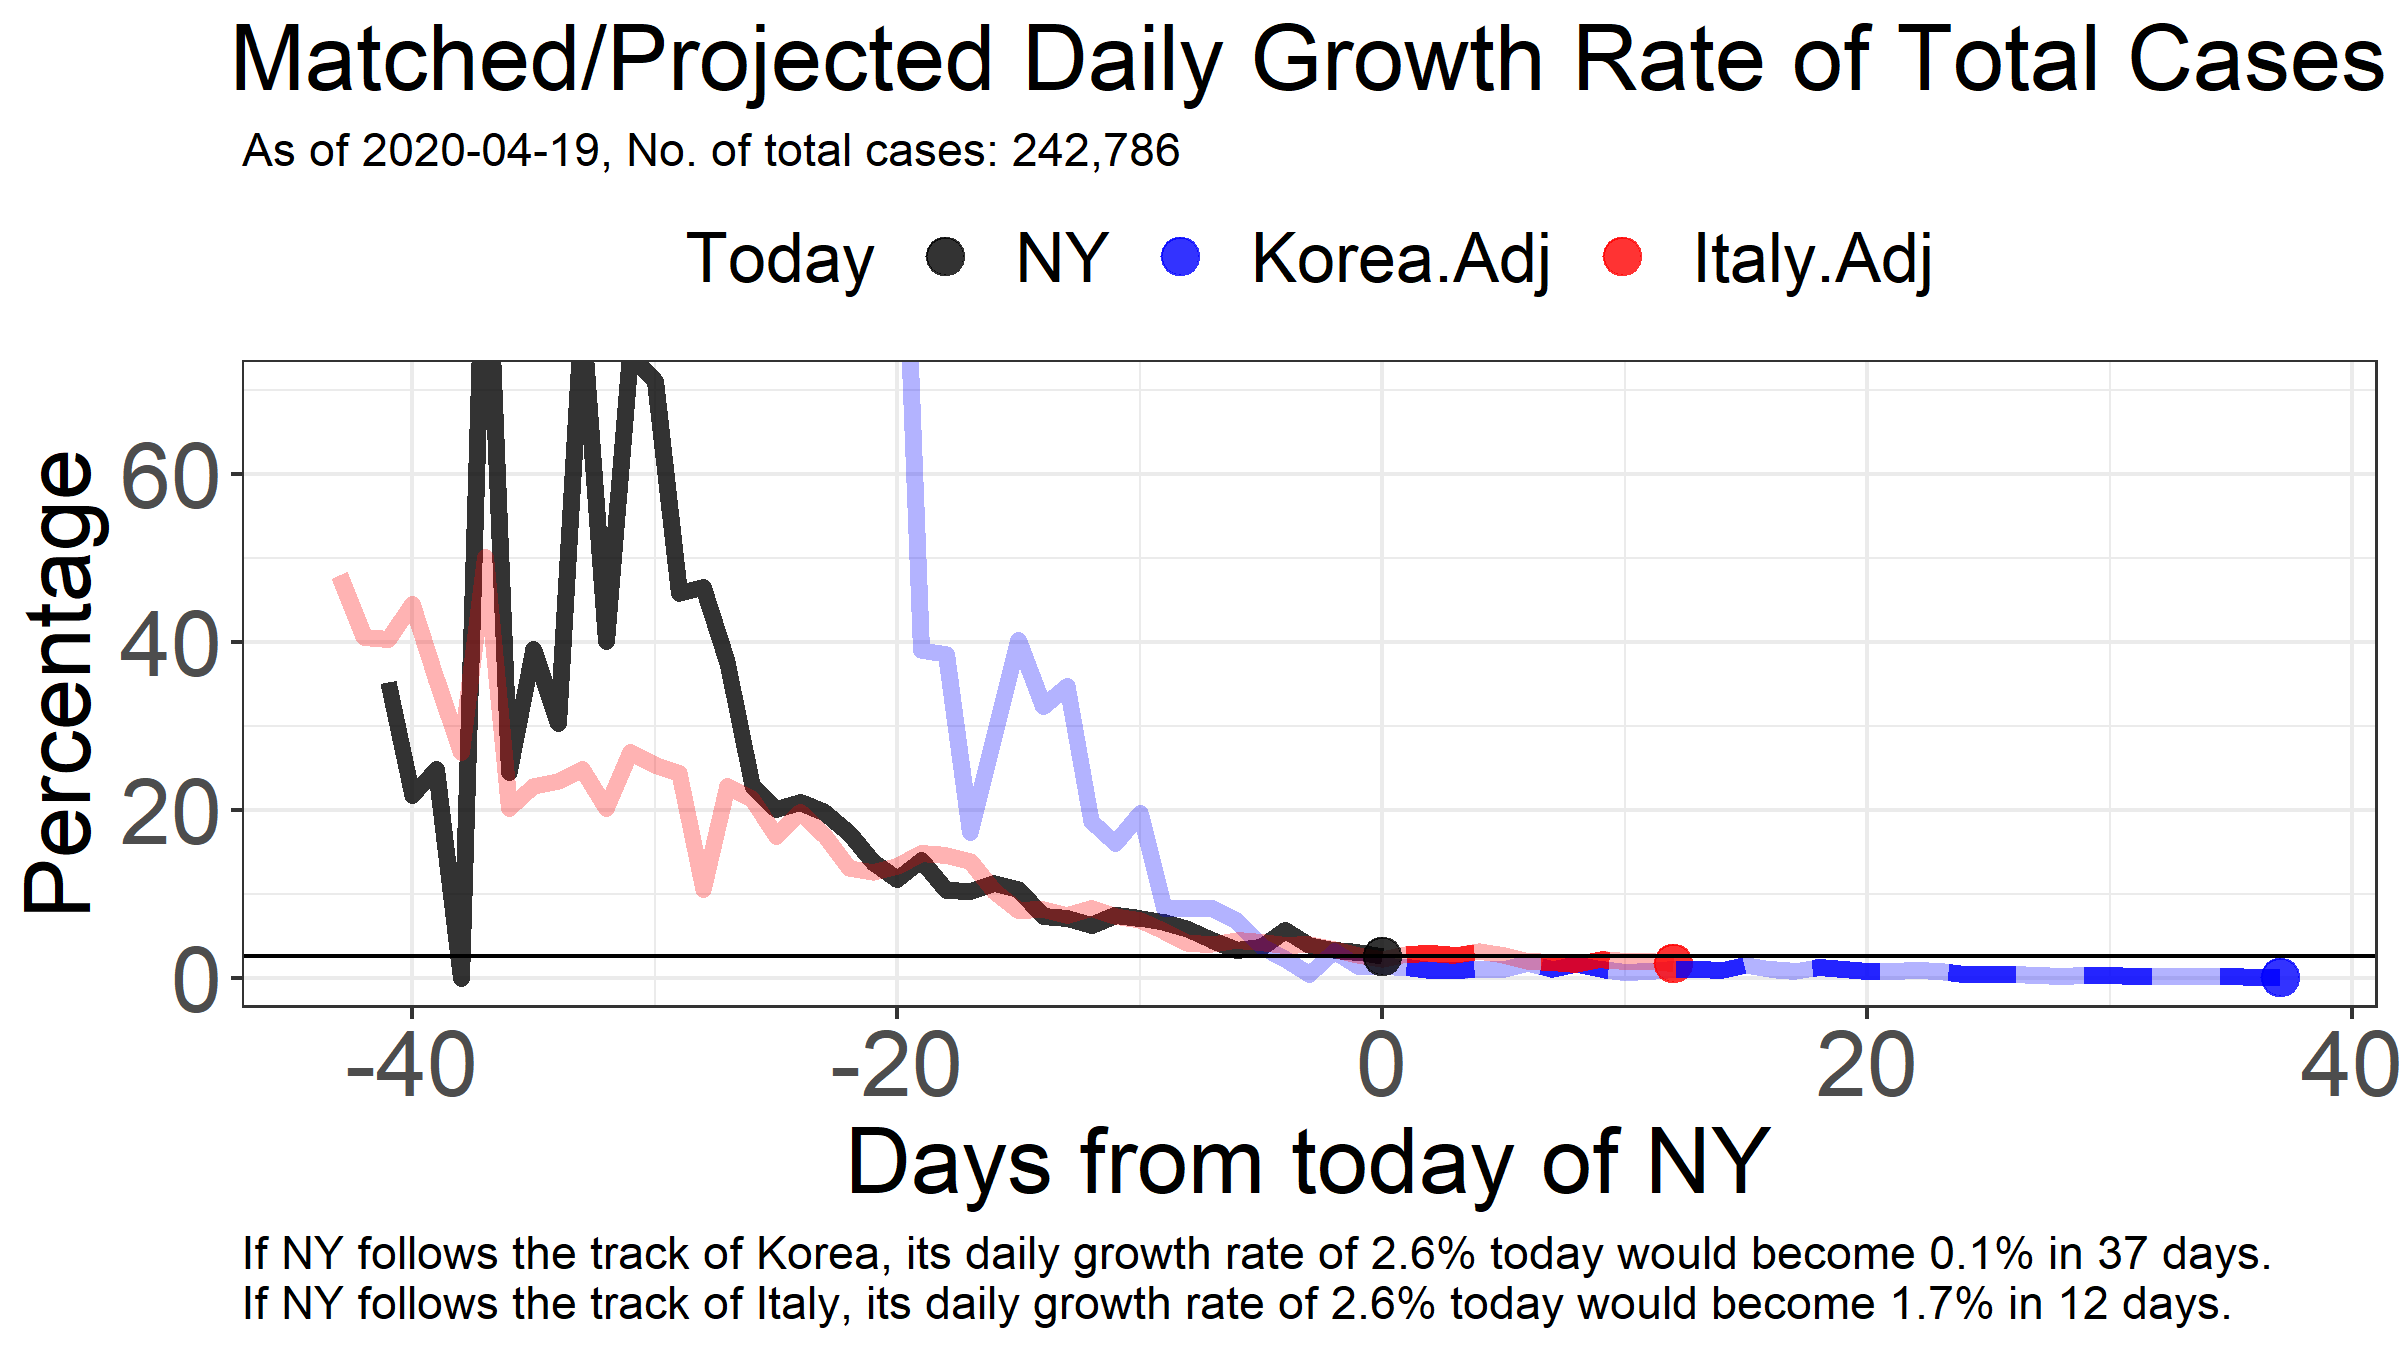 Matched/Projected Daily Growth Rate of Total Cases
As of 2020-04-19, No. of total cases: 242,786
Today NY Korea.Adj Italy.Adj
Percentage
60
40
20
0
-40 -20 0 20 40
Days from today of NY
If NY follows the track of Korea, its daily growth rate of 2.6% today would become 0.1% in 37 days.
If NY follows the track of Italy, its daily growth rate of 2.6% today would become 1.7% in 12 days.